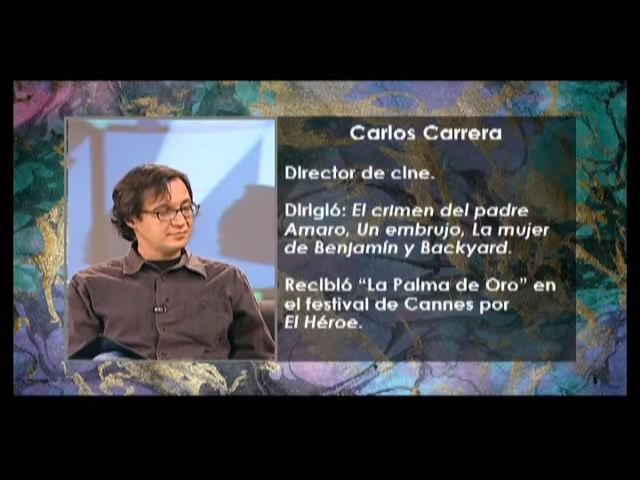 Carlos Carrera
Director de cine.
Dirigió: El crimen del padre
Amaro, Un embrujo, La mujer
de Benjamín y Backyard.
Recibió "La Palma de Oro" en
el festival de Cannes por
El Héroe.